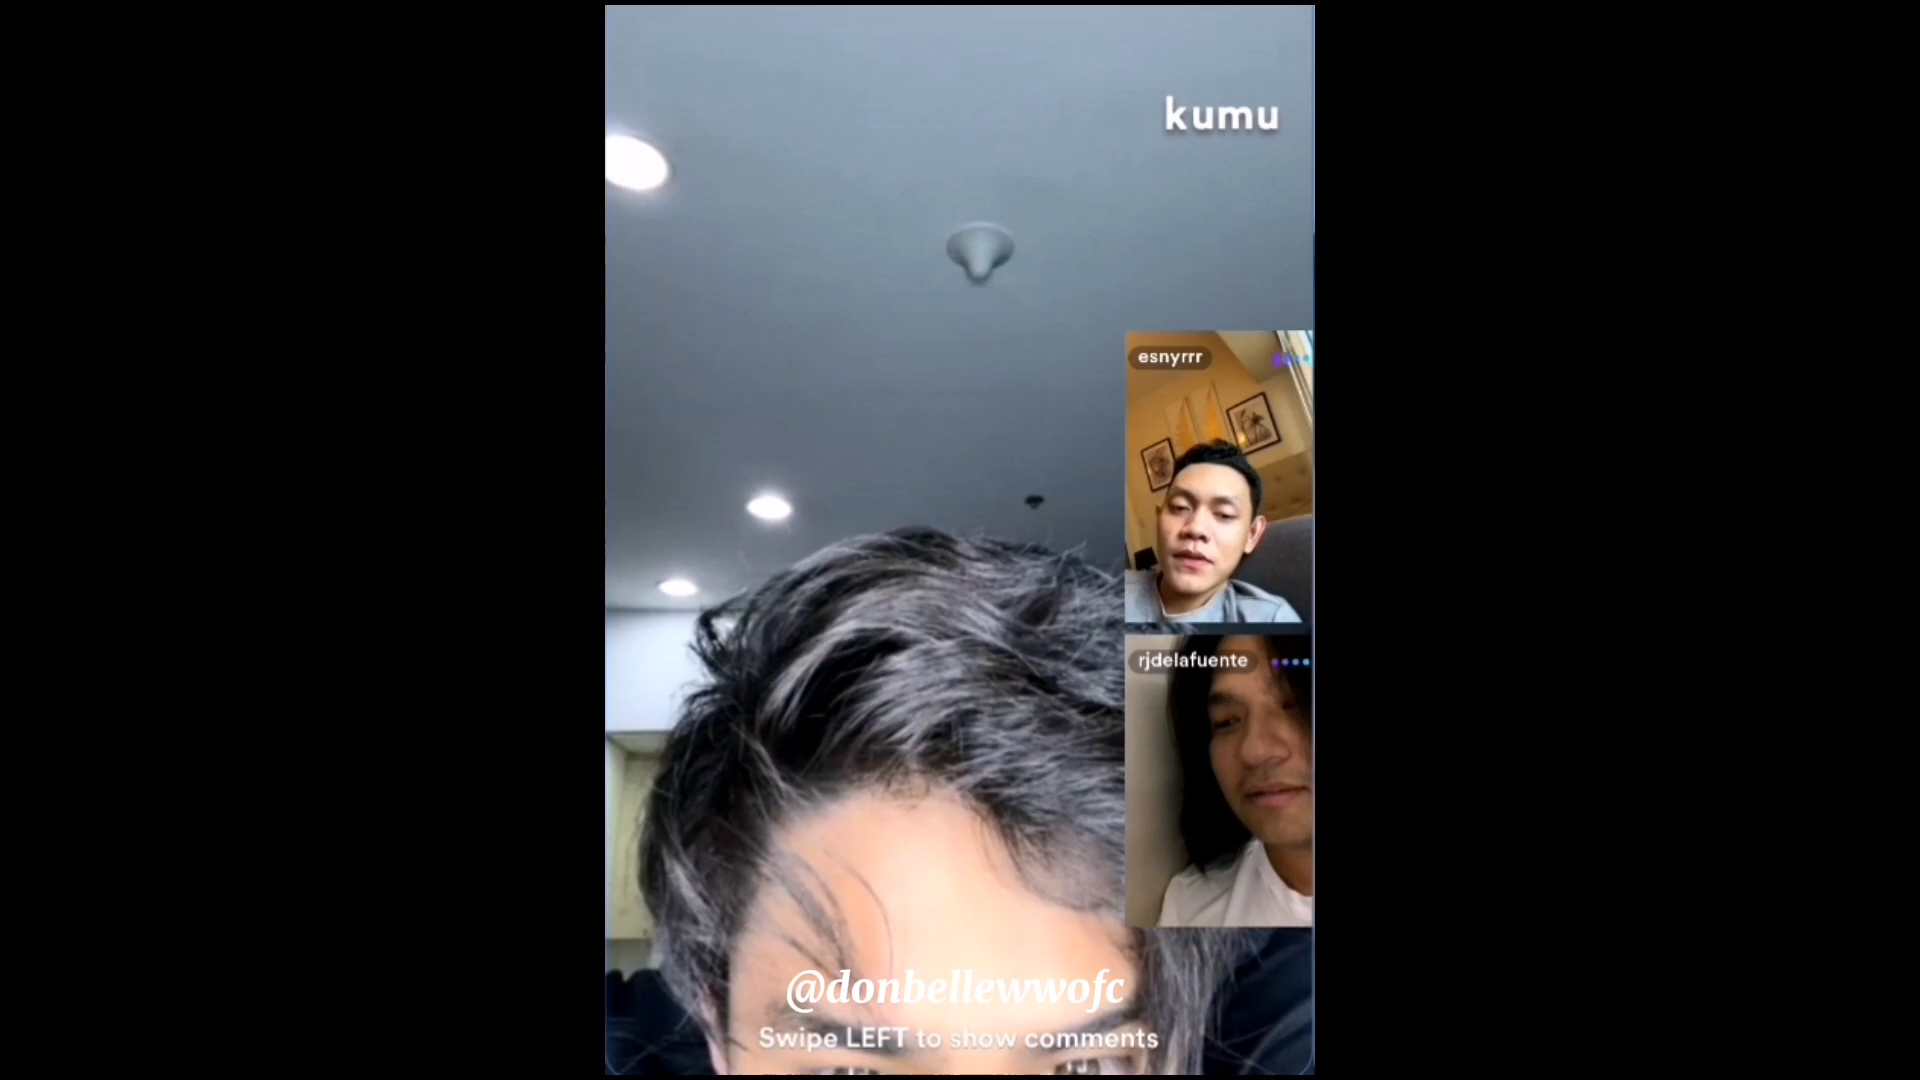 kumu
esnyrrr
rjdelafuente
@donbellewwofc
Swipe LEFT to show comments